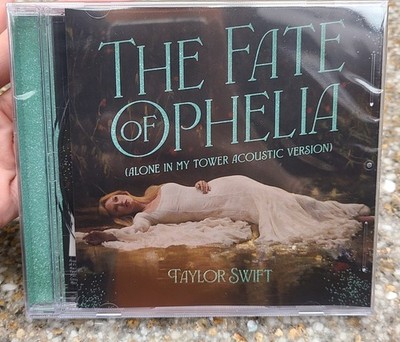 THE FATE
OF OPHELIA
(ALONE IN MY TOWER ACOUSTIC VERSION)
TAYLOR SWIFT